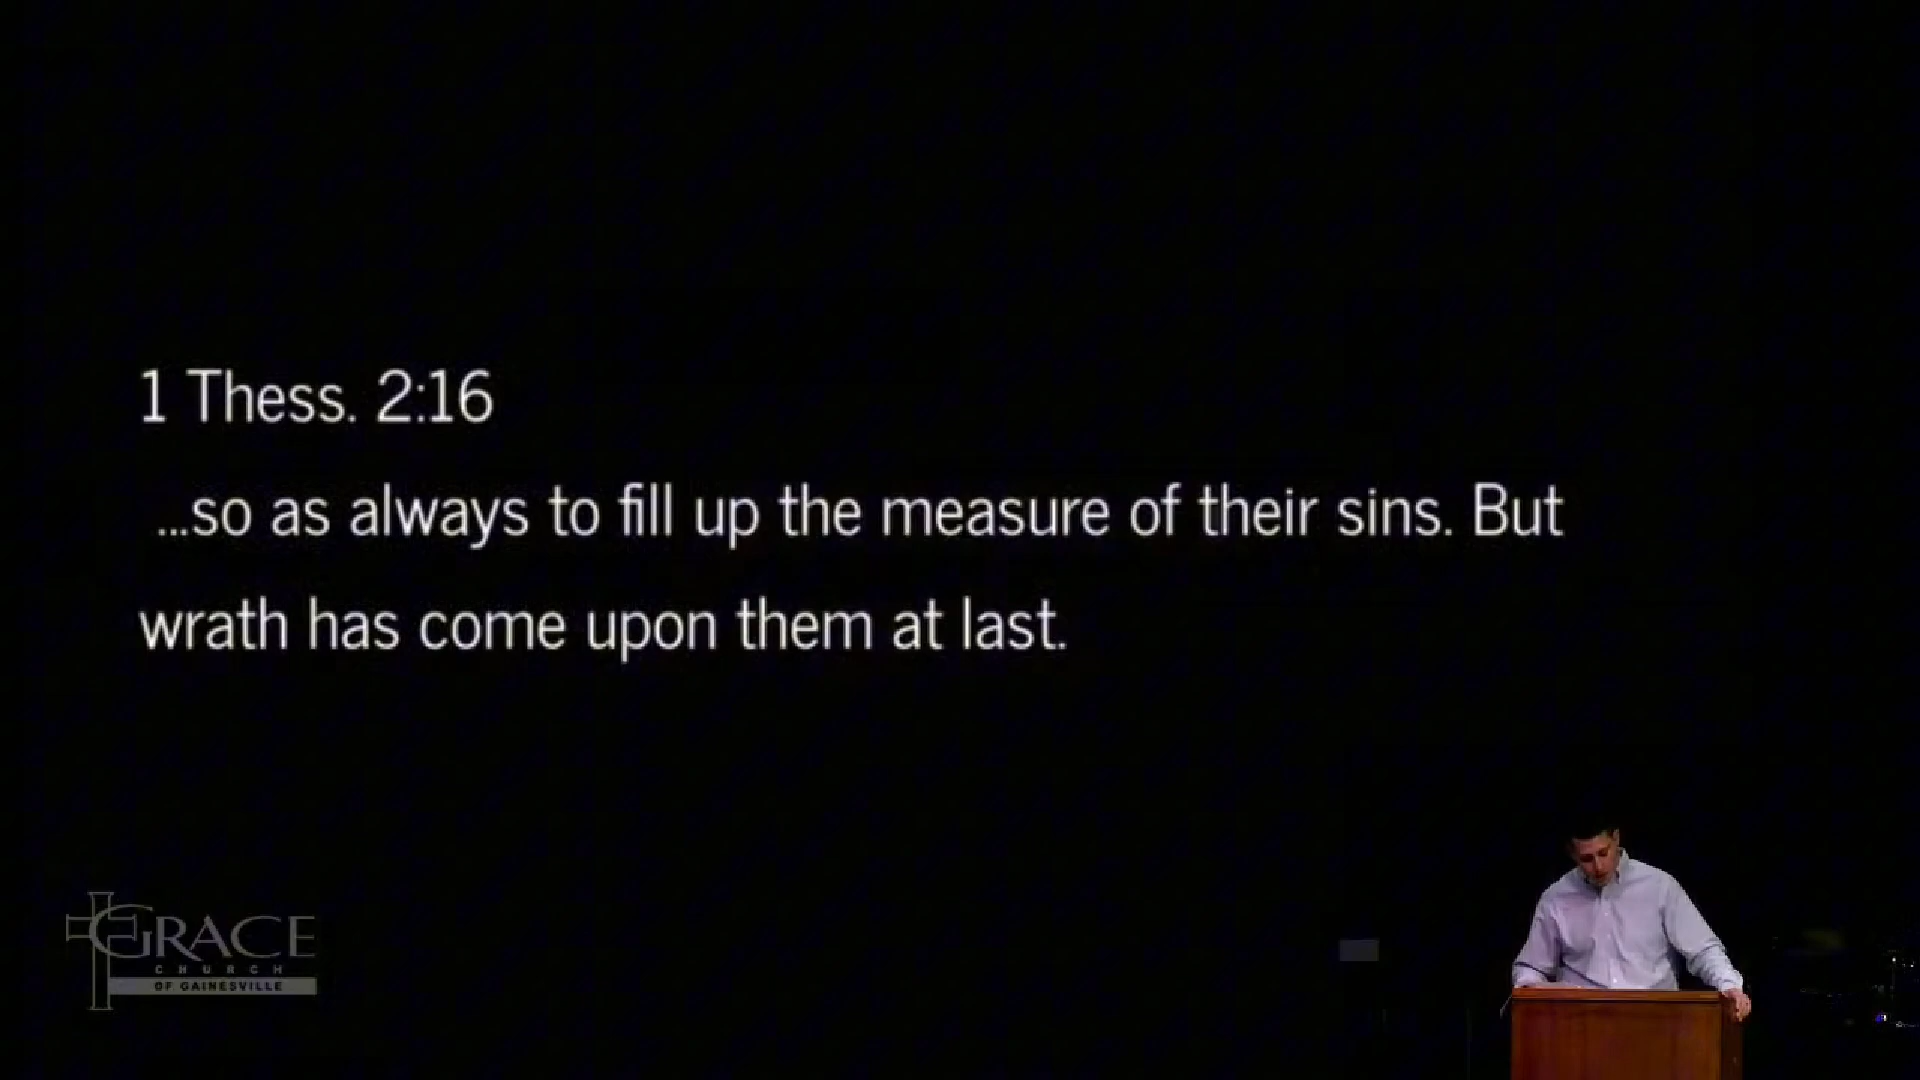 1 Thess. 2:16
...so as always to fill up the measure of their sins. But
wrath has come upon them at last.
GRACE
CHURCH
OF GAINESVILLE